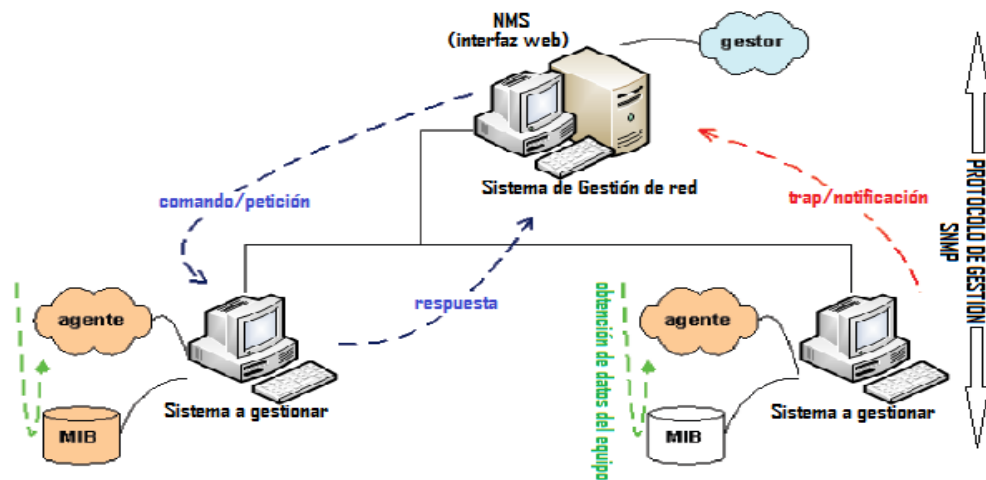 NMS
(interfaz web)
gestor
Sistema de Gestión de red
comando/petición
trap/notificación
respuesta
agente
MIB
Sistema a gestionar
obtención de datos del equipo
agente
MIB
Sistema a gestionar
PROTOCOLO DE GESTION
SNMP